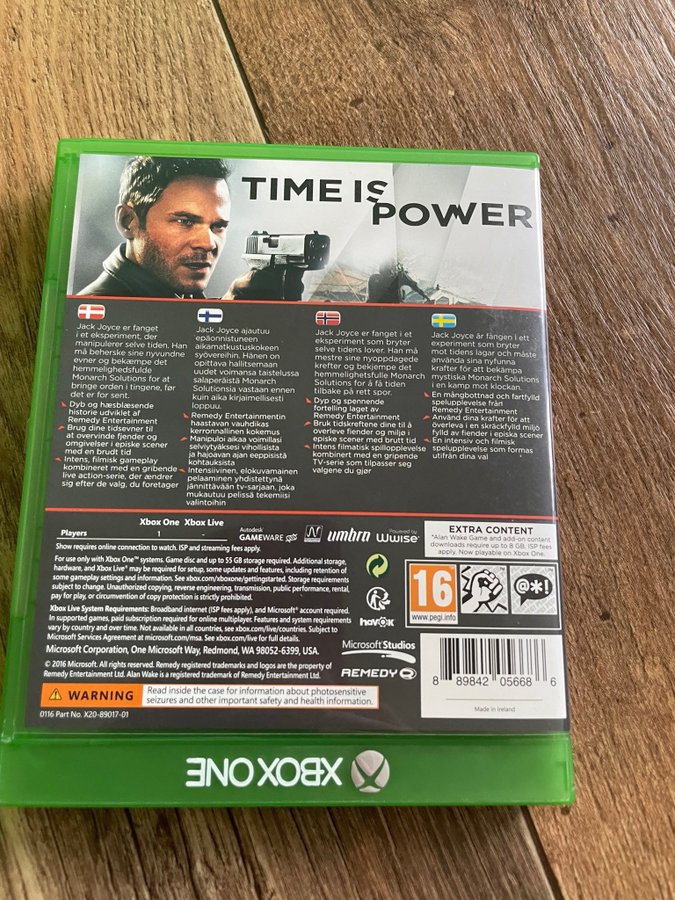 TIME IS
POWER
Jack Joyce er fanget
i et eksperiment, der
manipulerer selve tiden. Han
må beherske sine nyvundne
evner og bekæmpe det
hemmelighedsfulde
Monarch Solutions for at
bringe orden i tingene, før
det er for sent.
Dyb og hæsblæsende
historie udviklet af
Remedy Entertainment
Brug dine tidsevner til
at overvinde fjender og
omgivelser i episke scener
med en brudt tid
Intens, filmisk gameplay
kombineret med en gribende
live action-serie, der ændrer
sig efter de valg, du foretager
Jack Joyce ajautuu
epäonnistuneen
aikamatkustuskokeen
syövereihin. Hänen on
opittava hallitsemaan
uudet voimansa taistelussa
salaperäistä Monarch
Solutionsia vastaan ennen
kuin aika kirjaimellisesti
loppuu.
Remedy Entertainmentin
haastavan vauhdikas
kerronnallinen kokemus
Manipuloi aikaa voimillasi
selviytyäksesi vihollisista
ja hajoavan ajan eeppisistä
kohtauksista
Intensiivinen, elokuvamainen
pelaaminen yhdistettynä
jännittävään tv-sarjaan, joka
mukautuu pelissä tekemiisi
valintoihin
Jack Joyce er fanget i et
eksperiment som bryter
selve tidens lover. Han må
mestre sine nyoppdagede
krefter og bekjempe det
hemmelighetsfulle Monarch
Solutions for å få tiden
tilbake på rett spor.
Dyp og spennende
fortelling laget av
Remedy Entertainment
Bruk tidskreftene dine til å
overleve fiender og miljø i
episke scener med brutt tid
Intens filmatisk spillopplevelse
kombinert med en gripende
TV-serie som tilpasser seg
valgene du gjør
Jack Joyce är fången i ett
experiment som bryter
mot tidens lagar och måste
använda sina nyfunna
krafter för att bekämpa
mystiska Monarch Solutions i
en kamp mot klockan.
En mångbottnad och fartfylld
spelupplevelse från
Remedy Entertainment
Använd dina krafter för att
överleva i en skräckfylld miljö
fylld av fiender i episka scener
En intensiv och filmisk
spelupplevelse som formas
utifrån dina val
Xbox One Xbox Live
Players 1 -
Autodesk
GAMEWARE
umbra
Powered by
Wwise
Show requires online connection to watch. ISP and streaming fees apply.
For use only with Xbox One™ systems. Game disc and up to 55 GB storage required. Additional storage,
hardware, and Xbox Live® may be required for setup, some updates and features, including retention of
some gameplay settings and information. See xbox.com/xboxone/gettingstarted. Storage requirements
subject to change. Unauthorized copying, reverse engineering, transmission, public performance, rental,
pay for play, or circumvention of copy protection is strictly prohibited.
Xbox Live System Requirements: Broadband internet (ISP fees apply), and Microsoft® account required.
In supported games, paid subscription required for online multiplayer. Features and system requirements
vary by country and over time. Not available in all countries, see xbox.com/live/countries. Subject to
Microsoft Services Agreement at microsoft.com/msa. See xbox.com/live for full details.
Microsoft Corporation, One Microsoft Way, Redmond, WA 98052-6399, USA.
© 2016 Microsoft. All rights reserved. Remedy registered trademarks and logos are the property of
Remedy Entertainment Ltd. Alan Wake is a registered trademark of Remedy Entertainment Ltd.
WARNING
Read inside the case for information about photosensitive
seizures and other important safety and health information.
0116 Part No. X20-89017-01
EXTRA CONTENT
*Alan Wake Game and add-on content
downloads require up to 8 GB. ISP fees
apply. Now playable on Xbox One.
16
www.pegi.info
@*!
havok
Microsoft Studios
REMEDY
8 89842 05668 6
Made in Ireland
XBOX ONE